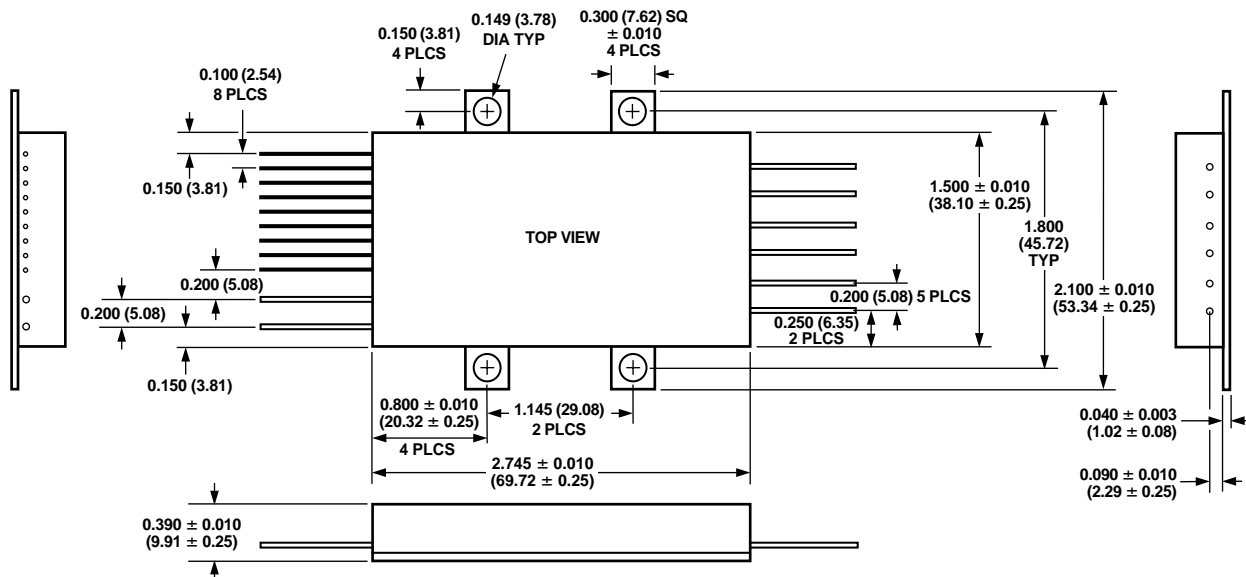 0.150 (3.81)
4 PLCS
0.149 (3.78)
DIA TYP
0.300 (7.62) SQ
± 0.010
4 PLCS
0.100 (2.54)
8 PLCS
0.150 (3.81)
TOP VIEW
1.500 ± 0.010
(38.10 ± 0.25)
1.800
(45.72)
TYP
2.100 ± 0.010
(53.34 ± 0.25)
0.200 (5.08)
0.200 (5.08)
0.200 (5.08) 5 PLCS
0.250 (6.35)
2 PLCS
0.150 (3.81)
0.800 ± 0.010
(20.32 ± 0.25)
4 PLCS
1.145 (29.08)
2 PLCS
0.040 ± 0.003
(1.02 ± 0.08)
2.745 ± 0.010
(69.72 ± 0.25)
0.090 ± 0.010
(2.29 ± 0.25)
0.390 ± 0.010
(9.91 ± 0.25)